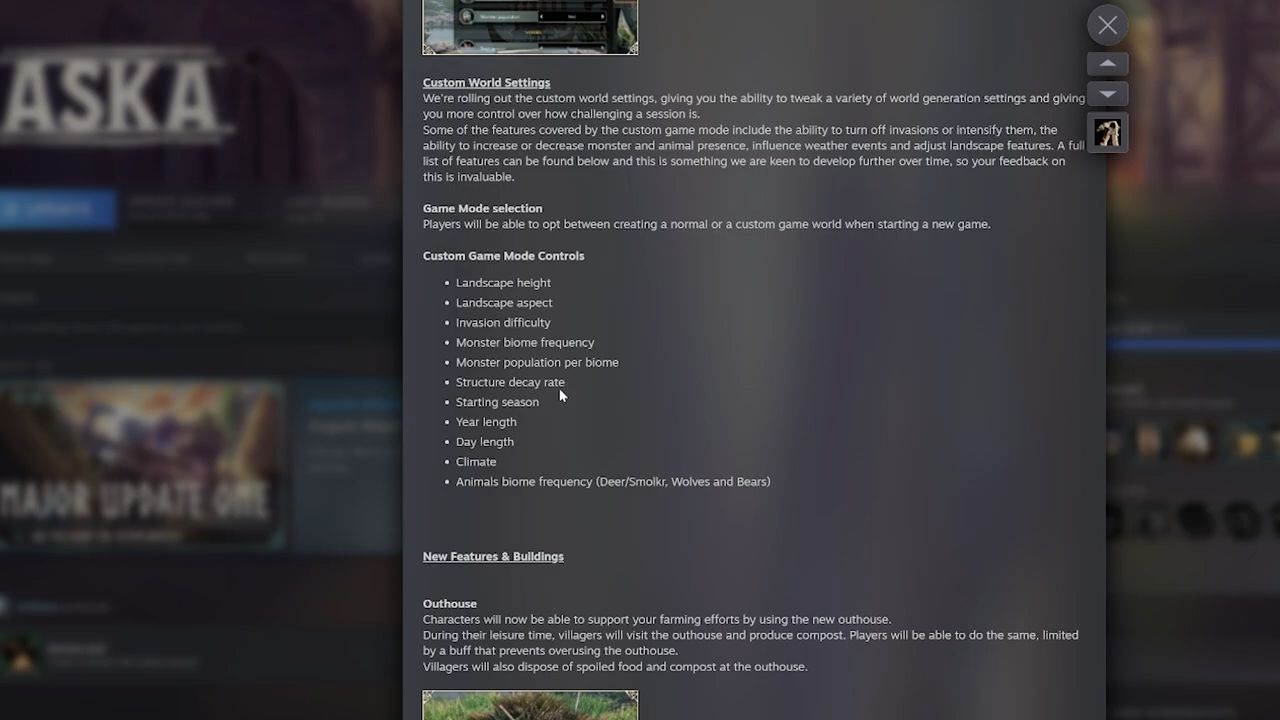 ASKA
Monster population
Custom World Settings
We're rolling out the custom world settings, giving you the ability to tweak a variety of world generation settings and giving
you more control over how challenging a session is.
Some of the features covered by the custom game mode include the ability to turn off invasions or intensify them, the
ability to increase or decrease monster and animal presence, influence weather events and adjust landscape features. A full
list of features can be found below and this is something we are keen to develop further over time, so your feedback on
this is invaluable.
Game Mode selection
Players will be able to opt between creating a normal or a custom game world when starting a new game.
Custom Game Mode Controls
• Landscape height
• Landscape aspect
• Invasion difficulty
• Monster biome frequency
• Monster population per biome
• Structure decay rate
• Starting season
• Year length
• Day length
• Climate
• Animals biome frequency (Deer/Smolkr, Wolves and Bears)
MAJOR UPDATE ONE
New Features & Buildings
Outhouse
Characters will now be able to support your farming efforts by using the new outhouse.
During their leisure time, villagers will visit the outhouse and produce compost. Players will be able to do the same, limited
by a buff that prevents overusing the outhouse.
Villagers will also dispose of spoiled food and compost at the outhouse.